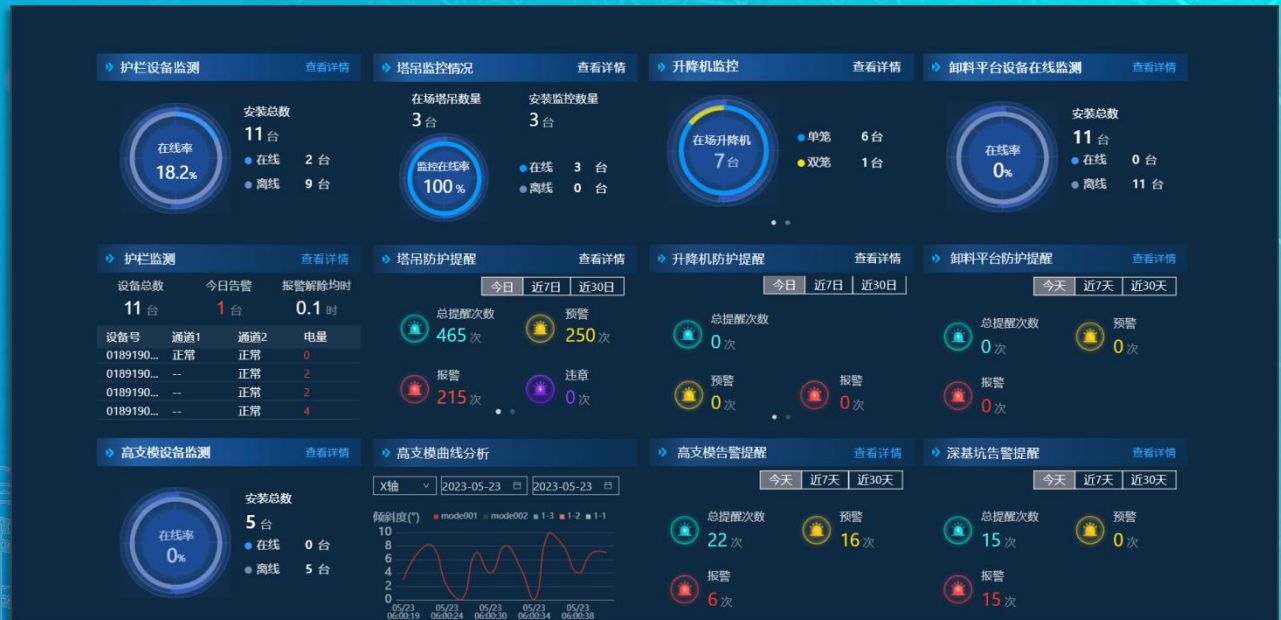 护栏设备监测 查看详情
安装总数
11 台
在线率
18.2%
在线 2 台
离线 9 台
塔吊监控情况 查看详情
在场塔吊数量 安装监控数量
3 台 3 台
监控在线率
100 %
在线 3 台
离线 0 台
升降机监控 查看详情
在场升降机
7 台
单笼 6 台
双笼 1 台
卸料平台设备在线监测 查看详情
安装总数
11 台
在线率
0%
在线 0 台
离线 11 台
护栏监测 查看详情
设备总数 今日告警 报警解除均时
11 台 1 台 0.1 时
设备号 通道1 通道2 电量
0189190... 正常 正常 0
0189190... -- 正常 2
0189190... -- 正常 2
0189190... -- 正常 4
塔吊防护提醒 查看详情
今日 近7日 近30日
总提醒次数 预警
465 次 250 次
报警 违章
215 次 0 次
升降机防护提醒 查看详情
今日 近7日 近30日
总提醒次数
0 次
预警 报警
0 次 0 次
卸料平台防护提醒 查看详情
今天 近7天 近30天
总提醒次数 预警
0 次 0 次
报警
0 次
高支模设备监测 查看详情
安装总数
5 台
在线率
0%
在线 0 台
离线 5 台
高支模曲线分析
X轴 2023-05-23 2023-05-23
倾斜度(°) mode001 mode002 1-3 1-2 1-1
10
8
6
4
2
0
05/23 05/23 05/23 05/23 05/23
06:00:19 06:00:24 06:00:30 06:00:34 06:00:38
高支模告警提醒 查看详情
今天 近7天 近30天
总提醒次数 预警
22 次 16 次
报警
6 次
深基坑告警提醒 查看详情
今天 近7天 近30天
总提醒次数 预警
15 次 0 次
报警
15 次